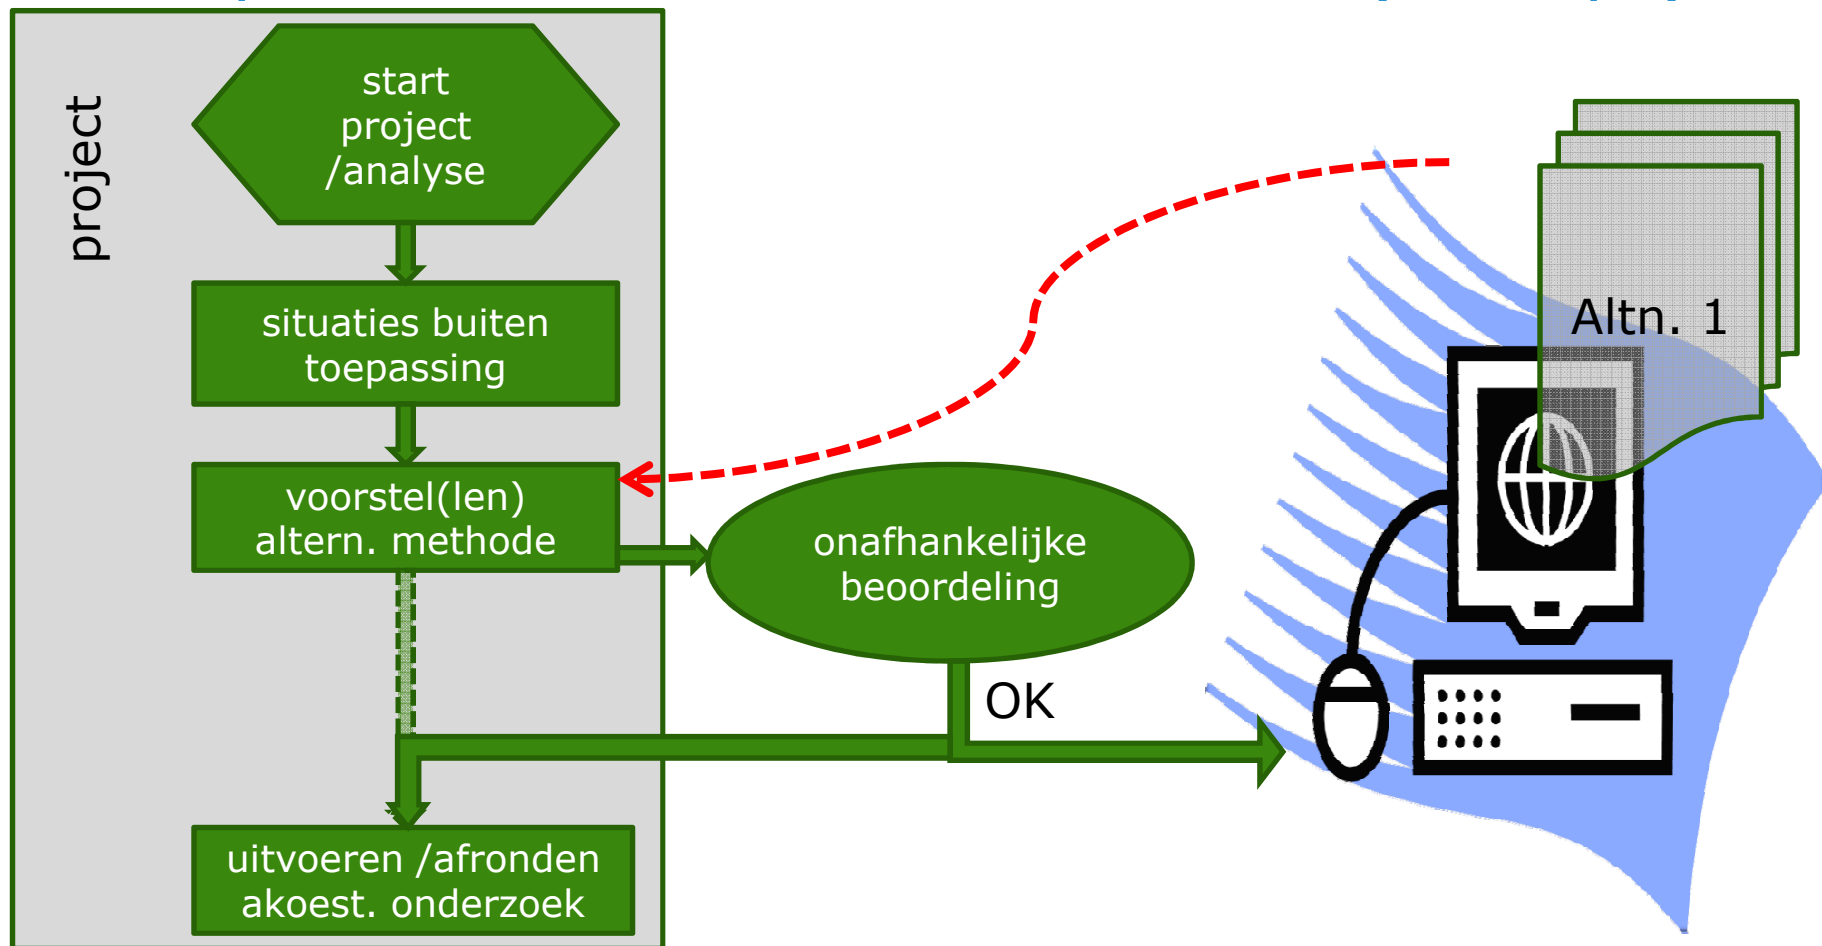 project
start
project
/analyse
situaties buiten
toepassing
voorstel(len)
altern. methode
onafhankelijke
beoordeling
OK
uitvoeren /afronden
akoest. onderzoek
Altn. 1